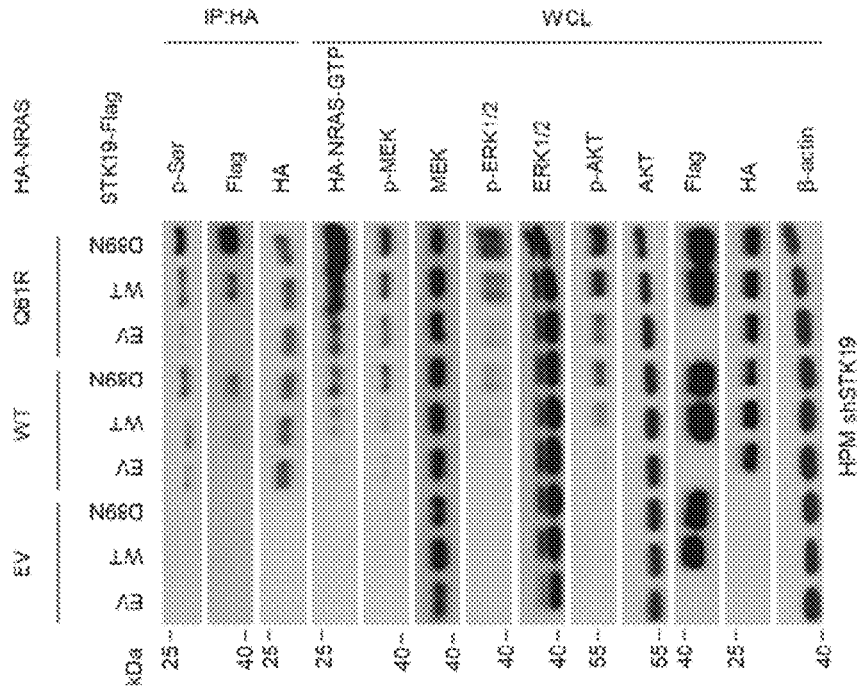 EV WT Q61R HA-NRAS
kDa EV WT D89N EV WT D89N EV WT D89N STK19-Flag
25 p-Ser
40 Flag
25 HA
IP:HA
25 HA-NRAS-GTP
40 p-MEK
40 MEK
40 p-ERK1/2
40 ERK1/2
55 p-AKT
55 AKT
40 Flag
25 HA
40 β-actin
WCL
HPM shSTK19